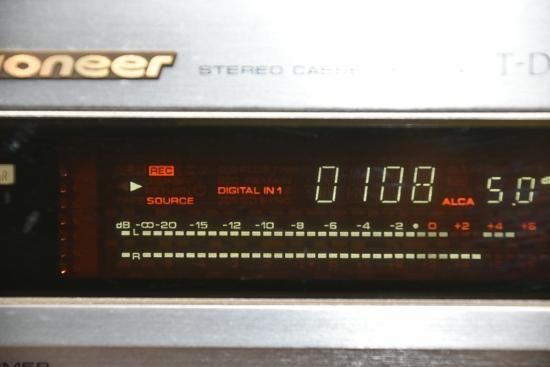 ioneer
STEREO CASSE T-D
REC
SOURCE DIGITAL IN 1 0108 ALCA 5.0
dB -∞ -20 -15 -12 -10 -8 -6 -4 -2 • 0 +2 +4 +6
L
R